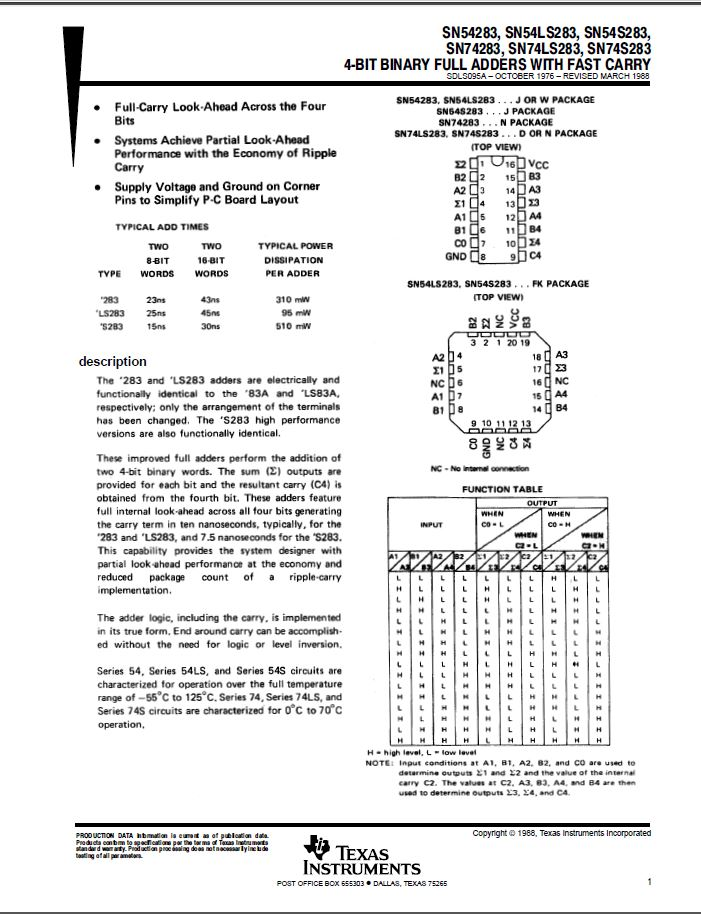 SN54283, SN54LS283, SN54S283,
SN74283, SN74LS283, SN74S283
4-BIT BINARY FULL ADDERS WITH FAST CARRY
SDLS095A – OCTOBER 1976 – REVISED MARCH 1988
• Full-Carry Look-Ahead Across the Four
Bits
• Systems Achieve Partial Look-Ahead
Performance with the Economy of Ripple
Carry
• Supply Voltage and Ground on Corner
Pins to Simplify P-C Board Layout
TYPICAL ADD TIMES
TWO TWO TYPICAL POWER
8-BIT 16-BIT DISSIPATION
TYPE WORDS WORDS PER ADDER
'283 23ns 43ns 310 mW
'LS283 25ns 45ns 95 mW
'S283 15ns 30ns 510 mW
description
The '283 and 'LS283 adders are electrically and
functionally identical to the '83A and 'LS83A,
respectively; only the arrangement of the terminals
has been changed. The 'S283 high performance
versions are also functionally identical.
These improved full adders perform the addition of
two 4-bit binary words. The sum (Σ) outputs are
provided for each bit and the resultant carry (C4) is
obtained from the fourth bit. These adders feature
full internal look-ahead across all four bits generating
the carry term in ten nanoseconds, typically, for the
'283 and 'LS283, and 7.5 nanoseconds for the 'S283.
This capability provides the system designer with
partial look-ahead performance at the economy and
reduced package count of a ripple-carry
implementation.
The adder logic, including the carry, is implemented
in its true form. End around carry can be accomplish-
ed without the need for logic or level inversion.
Series 54, Series 54LS, and Series 54S circuits are
characterized for operation over the full temperature
range of −55°C to 125°C. Series 74, Series 74LS, and
Series 74S circuits are characterized for 0°C to 70°C
operation.
SN54283, SN54LS283 . . . J OR W PACKAGE
SN54S283 . . . J PACKAGE
SN74283 . . . N PACKAGE
SN74LS283, SN74S283 . . . D OR N PACKAGE
(TOP VIEW)
Σ2 1 16 VCC
B2 2 15 B3
A2 3 14 A3
Σ1 4 13 Σ3
A1 5 12 A4
B1 6 11 B4
C0 7 10 Σ4
GND 8 9 C4
SN54LS283, SN54S283 . . . FK PACKAGE
(TOP VIEW)
B2 Σ2 NC VCC B3
3 2 1 20 19
A2 4 18 A3
Σ1 5 17 Σ3
NC 6 16 NC
A1 7 15 A4
B1 8 14 B4
9 10 11 12 13
C0 GND NC C4 Σ4
NC - No internal connection
FUNCTION TABLE
OUTPUT
INPUT
WHEN WHEN
C0 = L C0 = H
WHEN WHEN
C2 = L C2 = H
A1 B1 A2 B2 Σ1 Σ2 C2 Σ1 Σ2 C2
A3 B3 A4 B4 Σ3 Σ4 C4 Σ3 Σ4 C4
L L L L L L L H L L
H L L L H L L L H L
L H L L H L L L H L
H H L L L H L H H L
L L H L L H L H H L
H L H L H H L L L H
L H H L H H L L L H
H H H L L L H H L H
L L L H L H L H H L
H L L H H H L L L H
L H L H H H L L L H
H H L H L L H H L H
L L H H L L H H L H
H L H H H L H L H H
L H H H H L H L H H
H H H H L H H H H H
H = high level, L = low level
NOTE: Input conditions at A1, B1, A2, B2, and C0 are used to
determine outputs Σ1 and Σ2 and the value of the internal
carry C2. The values at C2, A3, B3, A4, and B4 are then
used to determine outputs Σ3, Σ4, and C4.
PRODUCTION DATA information is current as of publication date.
Products conform to specifications per the terms of Texas Instruments
standard warranty. Production processing does not necessarily include
testing of all parameters.
TEXAS
INSTRUMENTS
POST OFFICE BOX 655303 • DALLAS, TEXAS 75265
Copyright © 1988, Texas Instruments Incorporated
1